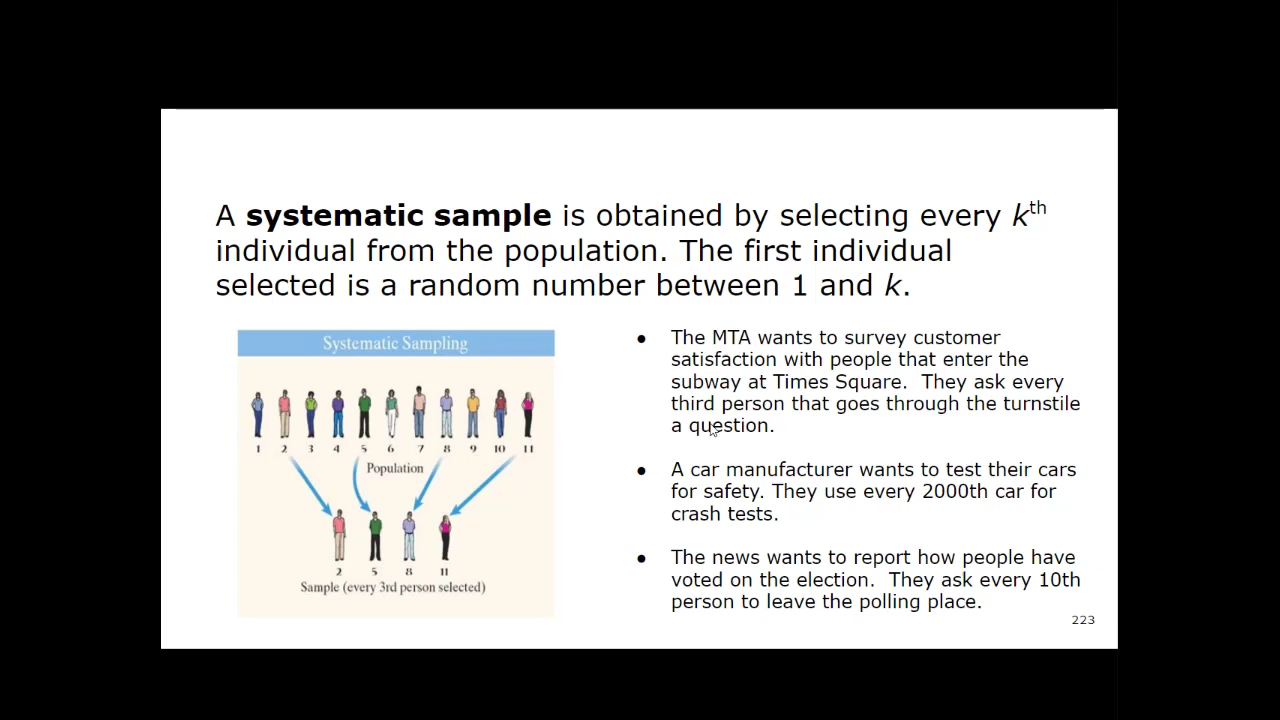 A systematic sample is obtained by selecting every kth
individual from the population. The first individual
selected is a random number between 1 and k.
Systematic Sampling
1 2 3 4 5 6 7 8 9 10 11
Population
2 5 8 11
Sample (every 3rd person selected)
● The MTA wants to survey customer
satisfaction with people that enter the
subway at Times Square. They ask every
third person that goes through the turnstile
a question.
● A car manufacturer wants to test their cars
for safety. They use every 2000th car for
crash tests.
● The news wants to report how people have
voted on the election. They ask every 10th
person to leave the polling place.
223